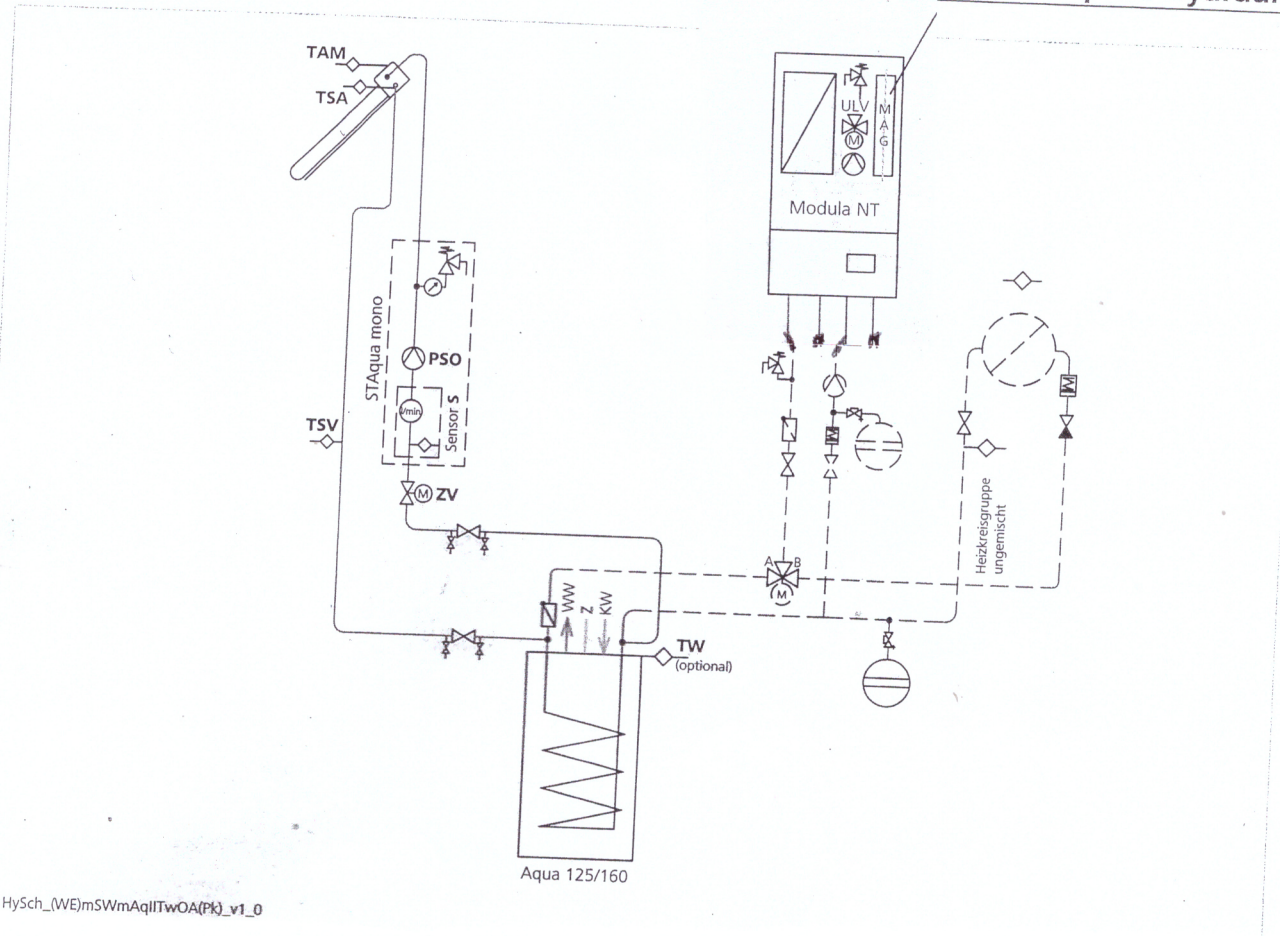 TAM
TSA
ULV
M
A
G
M
Modula NT
STAqua mono
PSO
l/min
Sensor S
TSV
M
ZV
Heizkreisgruppe
ungemischt
A
B
M
WW
Z
KW
TW
(optional)
Aqua 125/160
HySch_(WE)mSWmAqIITwOA(Pk)_v1_0